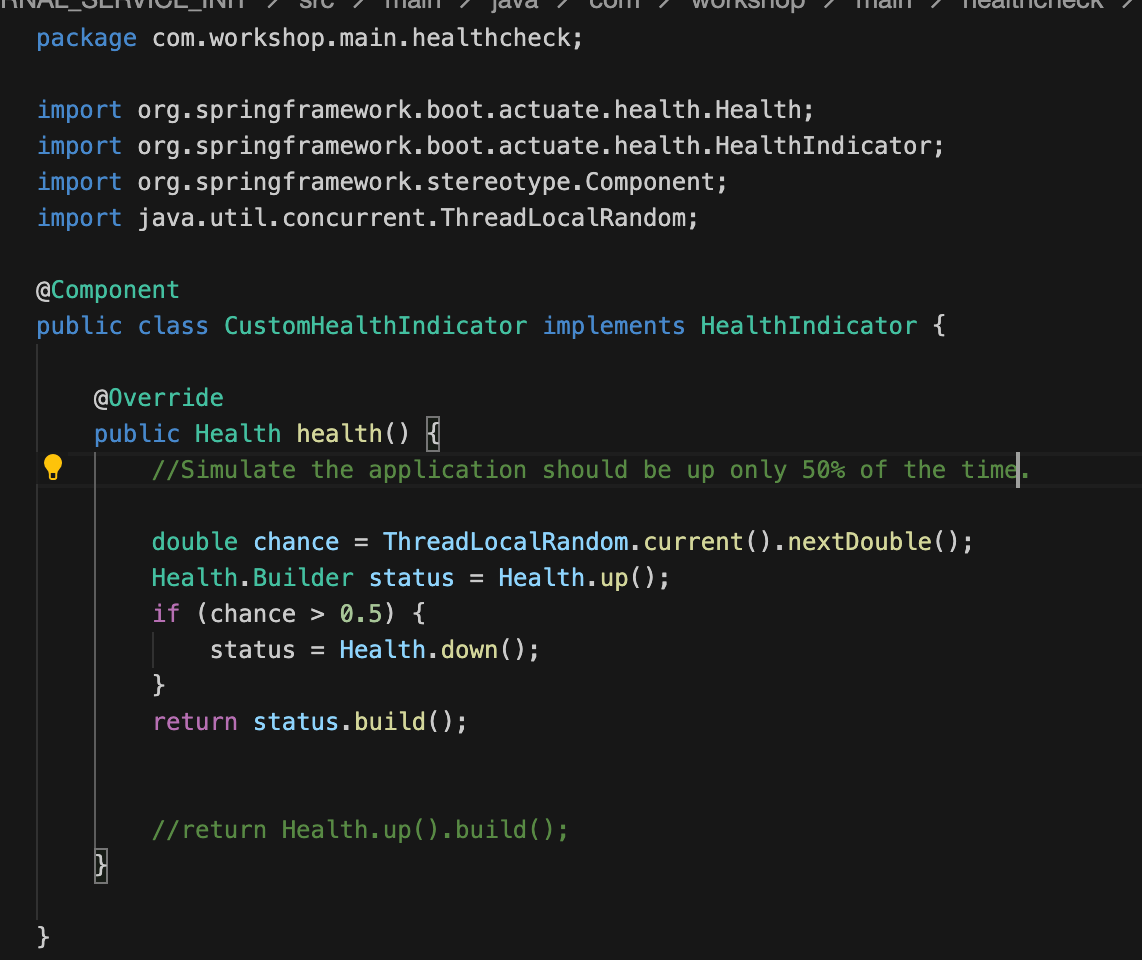 RNAL_SERVICE_INIT > src > main > java > com > workshop > main > healthcheck >
package com.workshop.main.healthcheck;
import org.springframework.boot.actuate.health.Health;
import org.springframework.boot.actuate.health.HealthIndicator;
import org.springframework.stereotype.Component;
import java.util.concurrent.ThreadLocalRandom;
@Component
public class CustomHealthIndicator implements HealthIndicator {
@Override
public Health health() {
//Simulate the application should be up only 50% of the time.
double chance = ThreadLocalRandom.current().nextDouble();
Health.Builder status = Health.up();
if (chance > 0.5) {
status = Health.down();
}
return status.build();
//return Health.up().build();
}
}